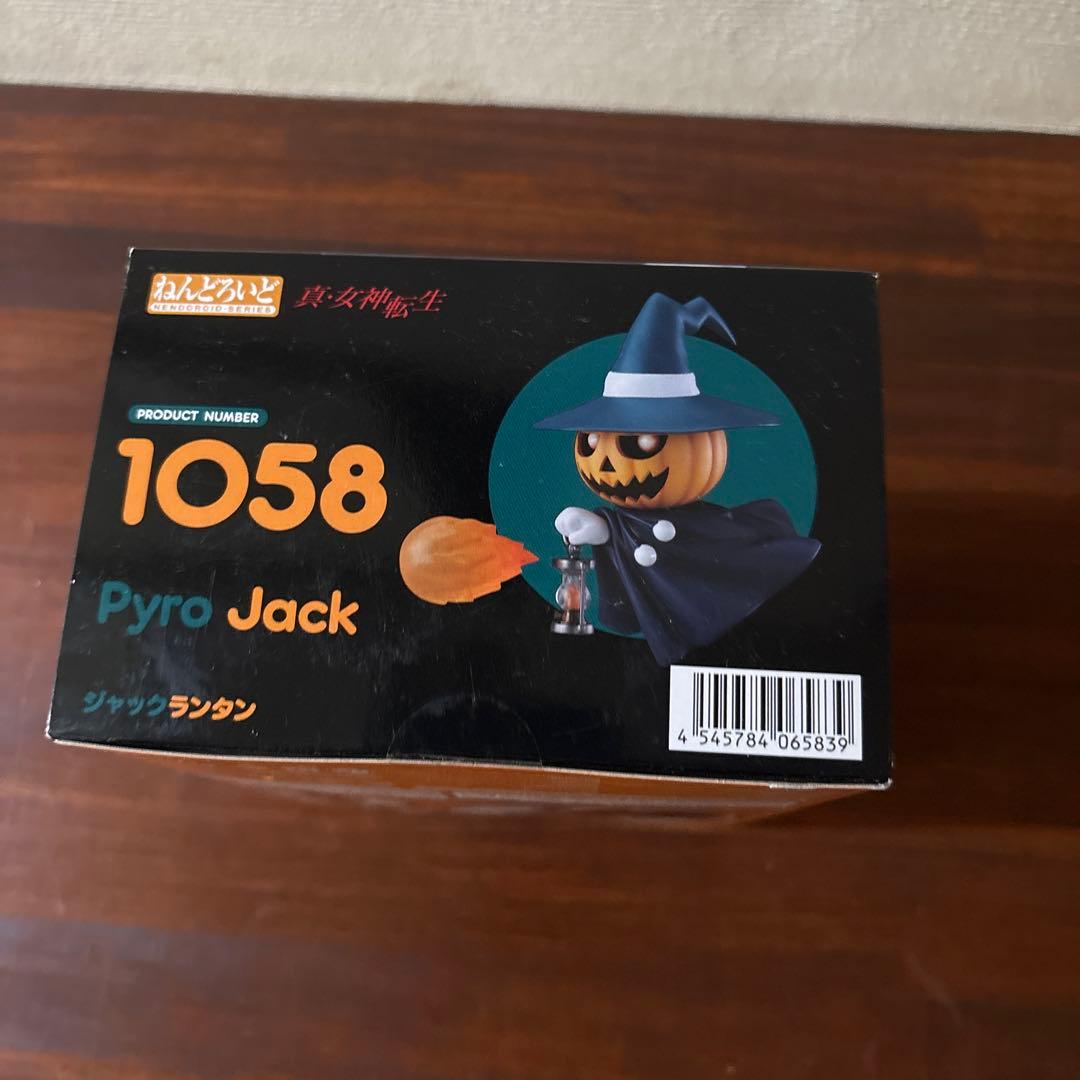 ねんどろいど
NENDOROID-SERIES
真・女神転生
PRODUCT NUMBER
1058
Pyro Jack
ジャックランタン
4 545784 065839